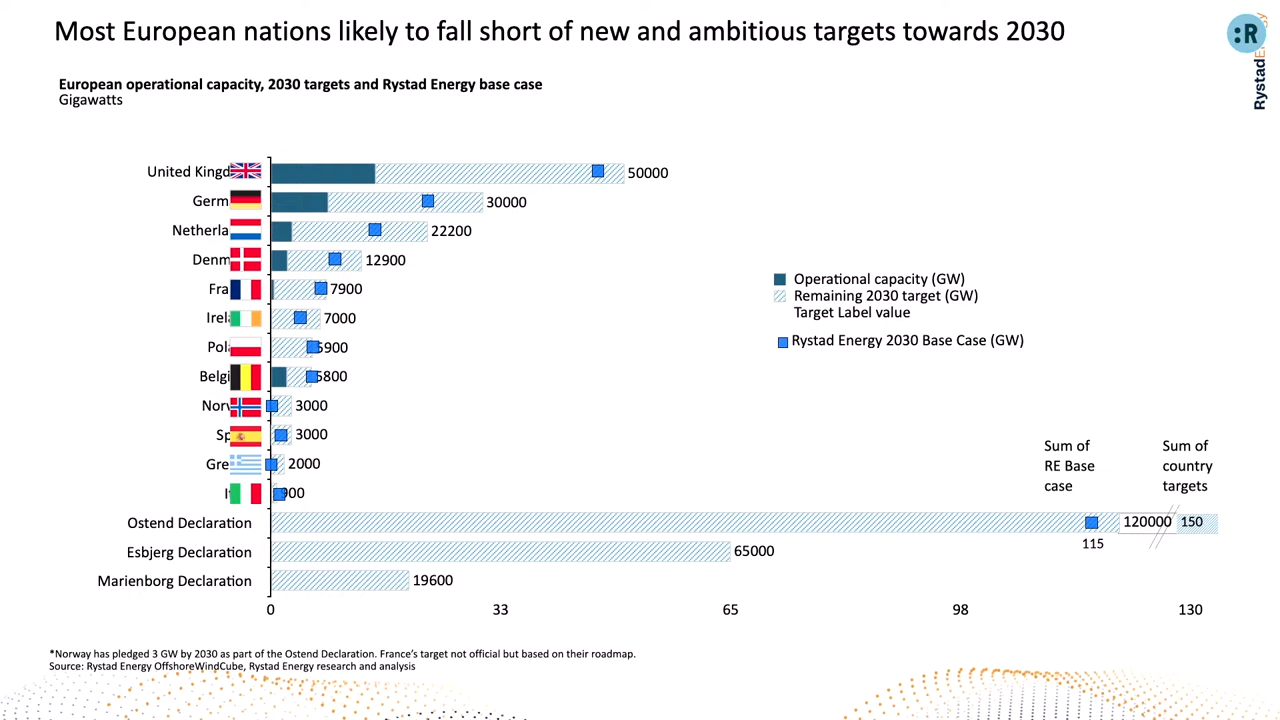 Most European nations likely to fall short of new and ambitious targets towards 2030
:R
RystadEnergy
European operational capacity, 2030 targets and Rystad Energy base case
Gigawatts
United Kingd
50000
Germ
30000
Netherla
22200
Denm
12900
Fra
7900
Irel
7000
Pol
5900
Belgi
5800
Nor
3000
Sp
3000
Gre
2000
I
900
Operational capacity (GW)
Remaining 2030 target (GW)
Target Label value
Rystad Energy 2030 Base Case (GW)
Sum of
RE Base
case
Sum of
country
targets
Ostend Declaration
120000
150
115
Esbjerg Declaration
65000
Marienborg Declaration
19600
0 33 65 98 130
*Norway has pledged 3 GW by 2030 as part of the Ostend Declaration. France’s target not official but based on their roadmap.
Source: Rystad Energy OffshoreWindCube, Rystad Energy research and analysis